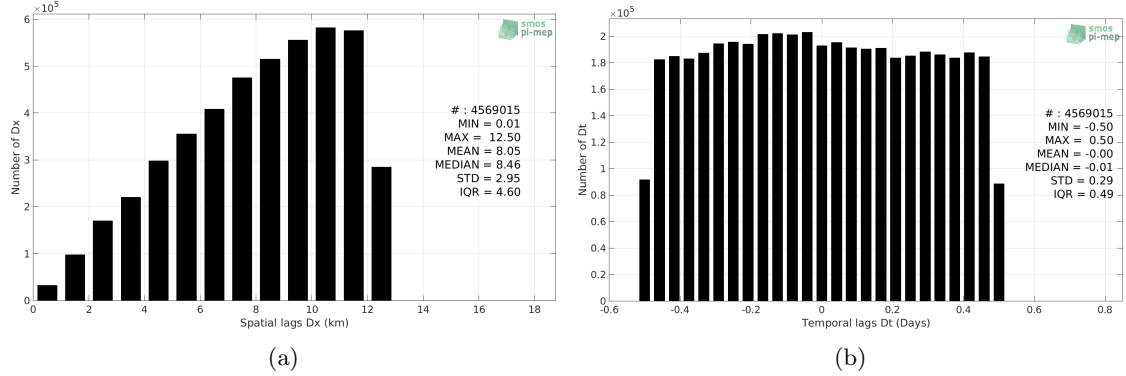 ×10⁵
6
5
4
3
2
1
0
Number of Dx
0 2 4 6 8 10 12 14 16 18
Spatial lags Dx (km)
smos
pi-mep
# : 4569015
MIN = 0.01
MAX = 12.50
MEAN = 8.05
MEDIAN = 8.46
STD = 2.95
IQR = 4.60
(a)
×10⁵
2
1.8
1.6
1.4
1.2
1
0.8
0.6
0.4
0.2
0
Number of Dt
-0.6 -0.4 -0.2 0 0.2 0.4 0.6 0.8
Temporal lags Dt (Days)
smos
pi-mep
# : 4569015
MIN = -0.50
MAX = 0.50
MEAN = -0.00
MEDIAN = -0.01
STD = 0.29
IQR = 0.49
(b)